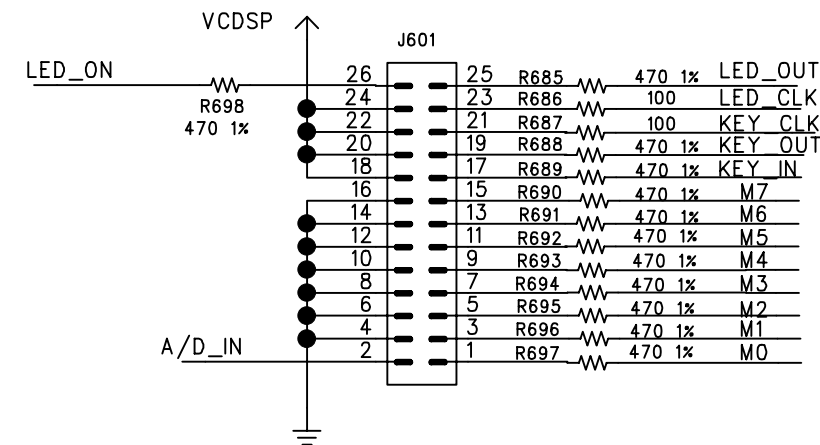 VCDSP
J601
LED_ON 26 25 R685 470 1% LED_OUT
R698 24 23 R686 100 LED_CLK
470 1% 22 21 R687 100 KEY_CLK
20 19 R688 470 1% KEY_OUT
18 17 R689 470 1% KEY_IN
16 15 R690 470 1% M7
14 13 R691 470 1% M6
12 11 R692 470 1% M5
10 9 R693 470 1% M4
8 7 R694 470 1% M3
6 5 R695 470 1% M2
4 3 R696 470 1% M1
A/D_IN 2 1 R697 470 1% M0